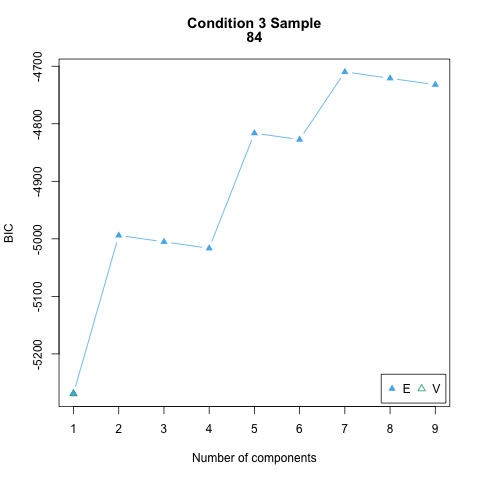 Condition 3 Sample
84
BIC
-4700
-4800
-4900
-5000
-5100
-5200
E V
1 2 3 4 5 6 7 8 9
Number of components